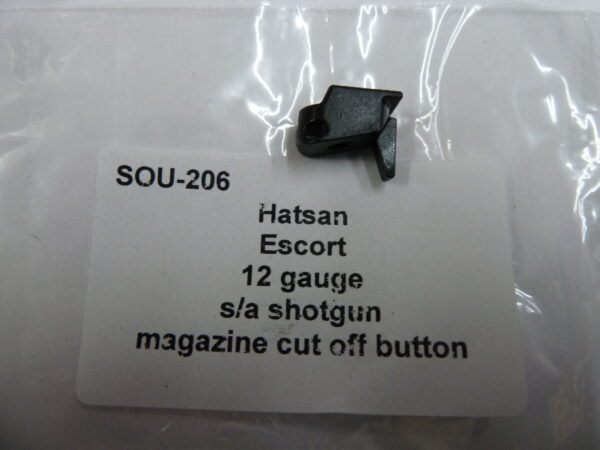 SOU-206
Hatsan
Escort
12 gauge
s/a shotgun
magazine cut off button